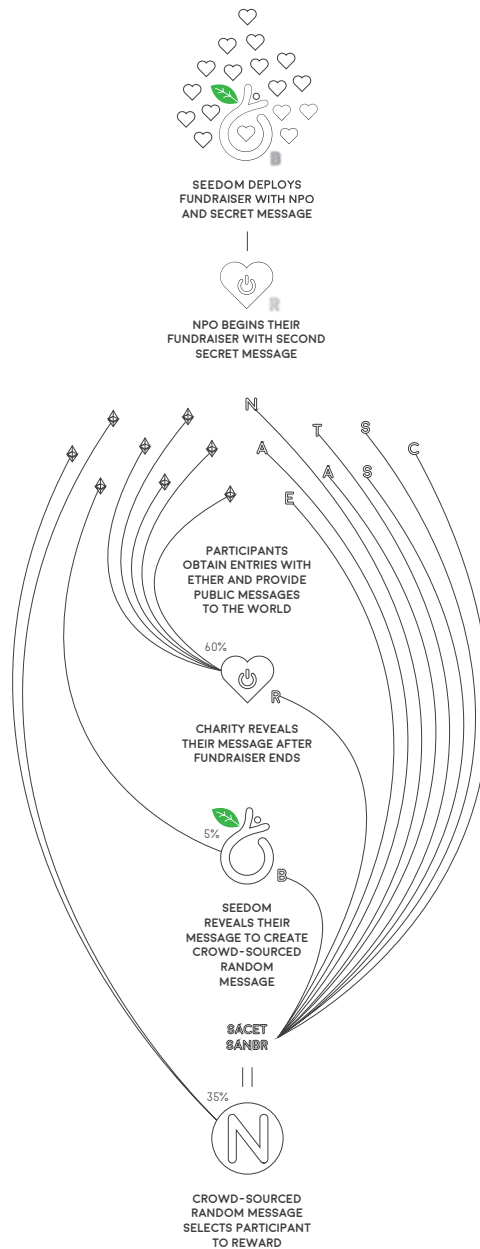 B
SEEDOM DEPLOYS
FUNDRAISER WITH NPO
AND SECRET MESSAGE
R
NPO BEGINS THEIR
FUNDRAISER WITH SECOND
SECRET MESSAGE
N
T
S
A
C
A
S
E
PARTICIPANTS
OBTAIN ENTRIES WITH
ETHER AND PROVIDE
PUBLIC MESSAGES
TO THE WORLD
60%
R
CHARITY REVEALS
THEIR MESSAGE AFTER
FUNDRAISER ENDS
5%
B
SEEDOM
REVEALS THEIR
MESSAGE TO CREATE
CROWD-SOURCED
RANDOM
MESSAGE
SACET
SANBR
35%
N
CROWD-SOURCED
RANDOM MESSAGE
SELECTS PARTICIPANT
TO REWARD